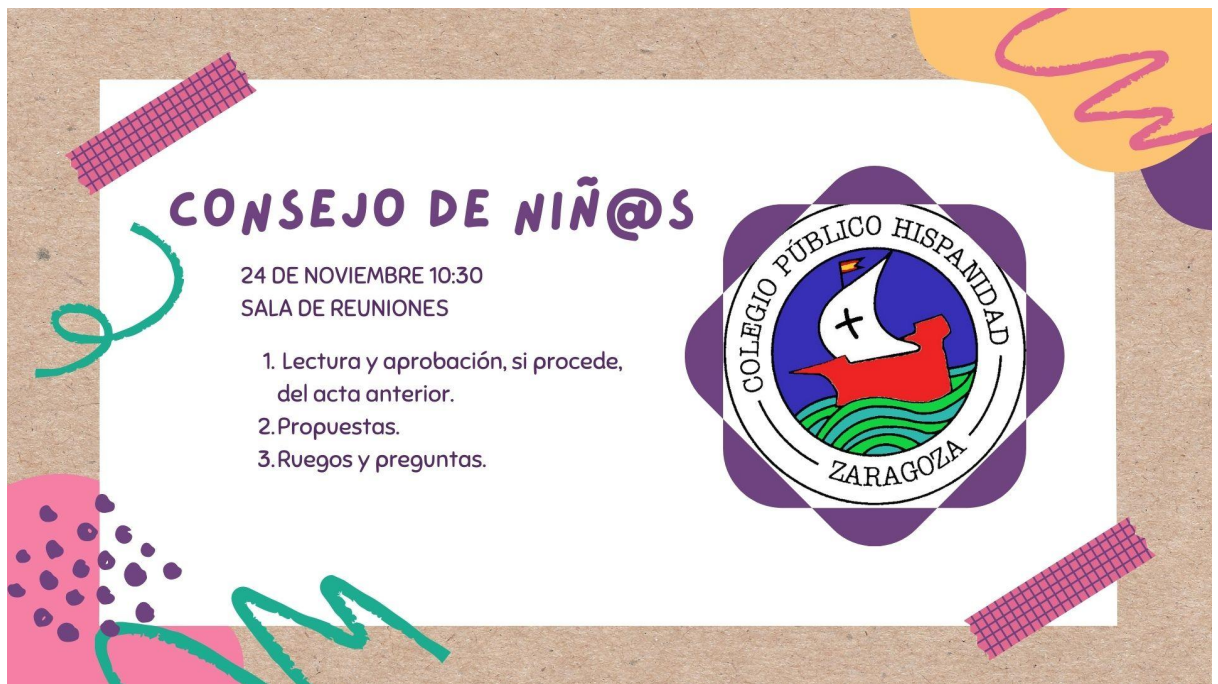 CONSEJO DE NIÑ@S
24 DE NOVIEMBRE 10:30
SALA DE REUNIONES
1. Lectura y aprobación, si procede,
del acta anterior.
2.Propuestas.
3.Ruegos y preguntas.
COLEGIO PÚBLICO HISPANIDAD
ZARAGOZA